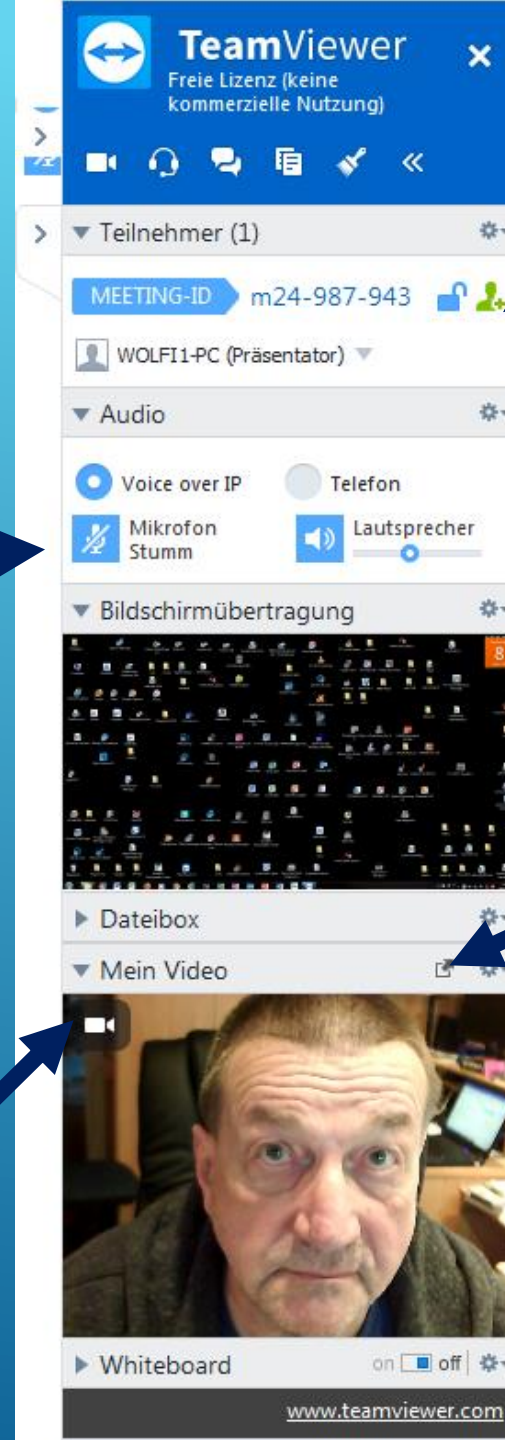 TeamViewer
Freie Lizenz (keine
kommerzielle Nutzung)
Teilnehmer (1)
MEETING-ID m24-987-943
WOLFI1-PC (Präsentator)
Audio
Voice over IP Telefon
Mikrofon
Stumm
Lautsprecher
Bildschirmübertragung
8
Dateibox
Mein Video
Whiteboard on off
www.teamviewer.com